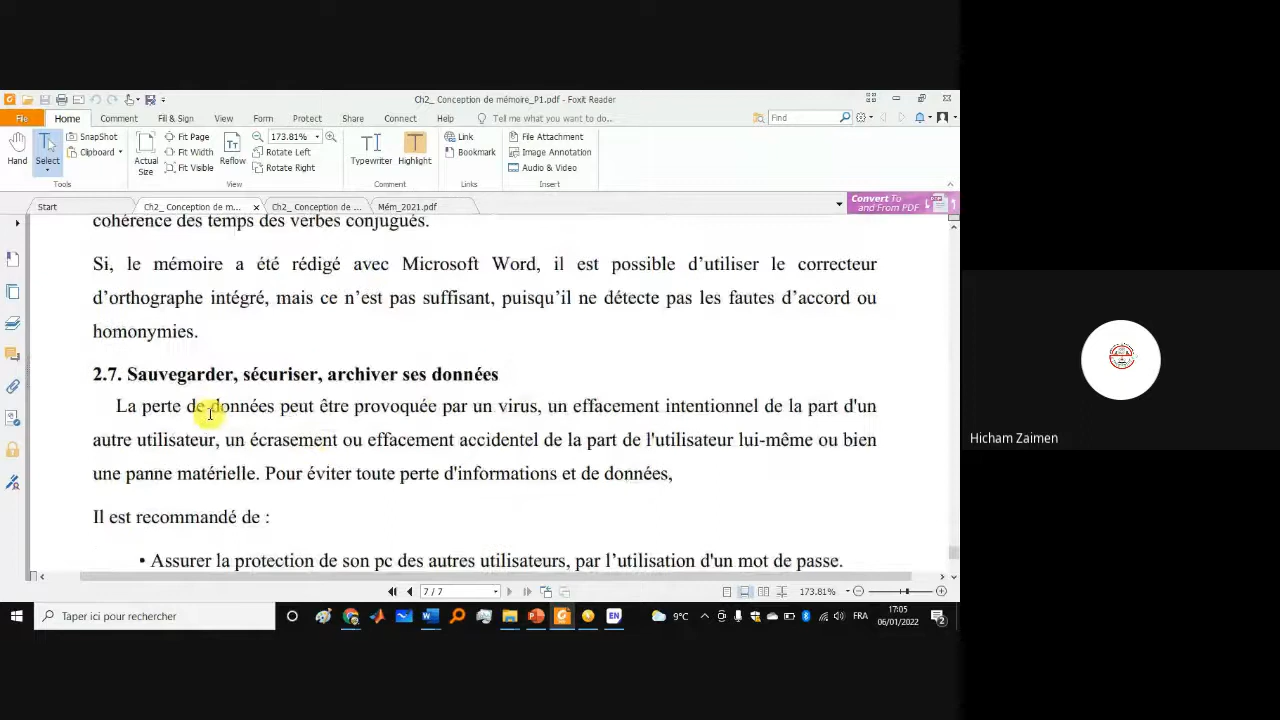 Ch2_ Conception de mémoire_P1.pdf - Foxit Reader
File Home Comment Fill & Sign View Form Protect Share Connect Help Tell me what you want to do... Find
Hand
Select
SnapShot
Clipboard
Actual Size
Fit Page
Fit Width
Fit Visible
Reflow
173.81%
Rotate Left
Rotate Right
Typewriter
Highlight
Link
Bookmark
File Attachment
Image Annotation
Audio & Video
Tools View Comment Links Insert
Start Ch2_ Conception de m... Ch2_ Conception de ... Mém_2021.pdf
Convert To
and From PDF
cohérence des temps des verbes conjugués.
Si, le mémoire a été rédigé avec Microsoft Word, il est possible d’utiliser le correcteur
d’orthographe intégré, mais ce n’est pas suffisant, puisqu’il ne détecte pas les fautes d’accord ou
homonymies.
2.7. Sauvegarder, sécuriser, archiver ses données
La perte de données peut être provoquée par un virus, un effacement intentionnel de la part d'un
autre utilisateur, un écrasement ou effacement accidentel de la part de l'utilisateur lui-même ou bien
une panne matérielle. Pour éviter toute perte d'informations et de données,
Il est recommandé de :
• Assurer la protection de son pc des autres utilisateurs, par l’utilisation d'un mot de passe.
7 / 7
173.81%
Taper ici pour rechercher
EN
9°C
FRA
17:05
06/01/2022
2
Hicham Zaimen